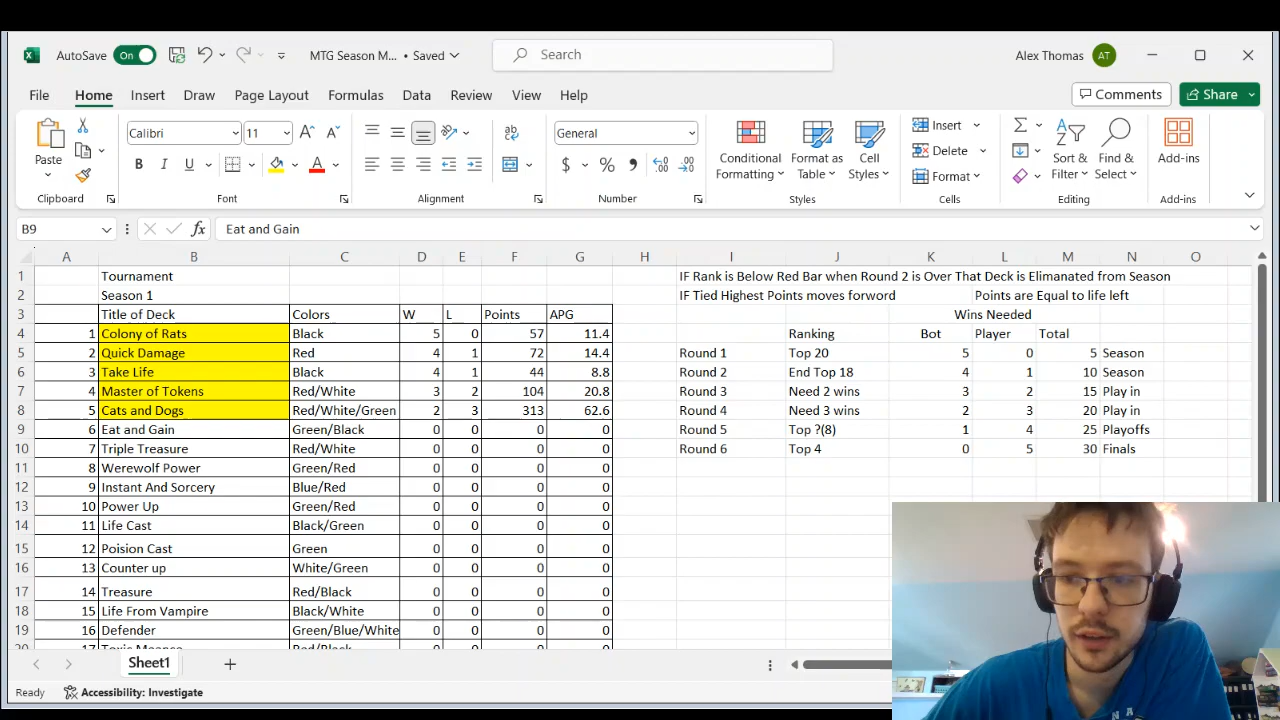 AutoSave On MTG Season M... • Saved Search Alex Thomas AT
File Home Insert Draw Page Layout Formulas Data Review View Help Comments Share
Paste Calibri 11 General Conditional Formatting Format as Table Cell Styles Insert Delete Format Sort & Filter Find & Select Add-ins
Clipboard Font Alignment Number Styles Cells Editing Add-ins
B9 fx Eat and Gain
A B C D E F G H I J K L M N O
1 Tournament IF Rank is Below Red Bar when Round 2 is Over That Deck is Elimanated from Season
2 Season 1 IF Tied Highest Points moves forword Points are Equal to life left
3 Title of Deck Colors W L Points APG Wins Needed
4 1 Colony of Rats Black 5 0 57 11.4 Ranking Bot Player Total
5 2 Quick Damage Red 4 1 72 14.4 Round 1 Top 20 5 0 5 Season
6 3 Take Life Black 4 1 44 8.8 Round 2 End Top 18 4 1 10 Season
7 4 Master of Tokens Red/White 3 2 104 20.8 Round 3 Need 2 wins 3 2 15 Play in
8 5 Cats and Dogs Red/White/Green 2 3 313 62.6 Round 4 Need 3 wins 2 3 20 Play in
9 6 Eat and Gain Green/Black 0 0 0 0 Round 5 Top ?(8) 1 4 25 Playoffs
10 7 Triple Treasure Red/White 0 0 0 0 Round 6 Top 4 0 5 30 Finals
11 8 Werewolf Power Green/Red 0 0 0 0
12 9 Instant And Sorcery Blue/Red 0 0 0 0
13 10 Power Up Green/Red 0 0 0 0
14 11 Life Cast Black/Green 0 0 0 0
15 12 Poision Cast Green 0 0 0 0
16 13 Counter up White/Green 0 0 0 0
17 14 Treasure Red/Black 0 0 0 0
18 15 Life From Vampire Black/White 0 0 0 0
19 16 Defender Green/Blue/White 0 0 0 0
Sheet1
Ready Accessibility: Investigate